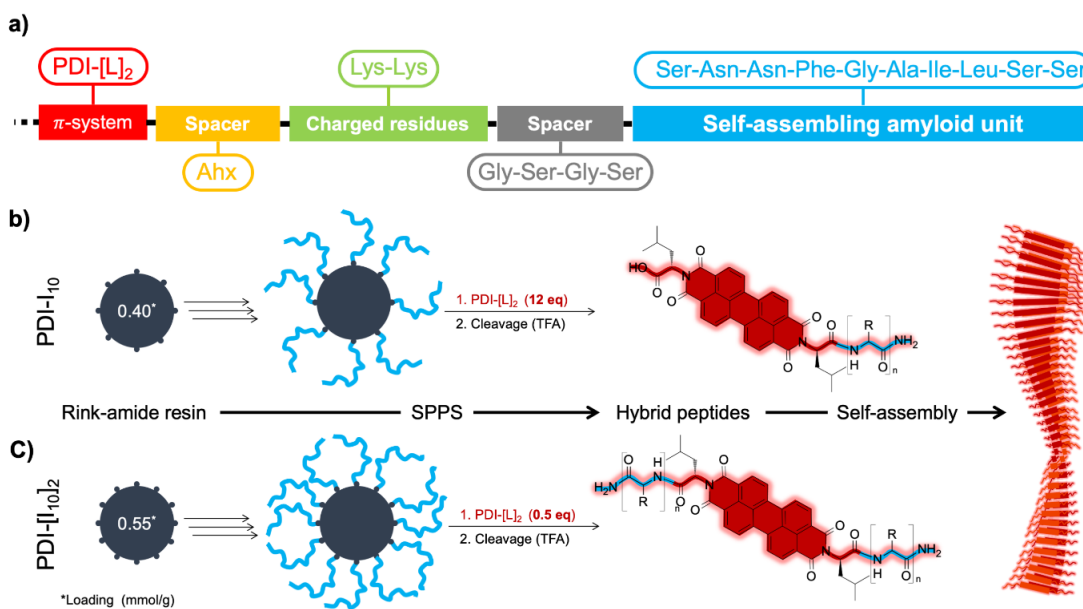 a)
PDI-[L]2
Lys-Lys
Ser-Asn-Asn-Phe-Gly-Ala-Ile-Leu-Ser-Ser
π-system
Spacer
Charged residues
Spacer
Self-assembling amyloid unit
Ahx
Gly-Ser-Gly-Ser
b)
PDI-I10
0.40*
1. PDI-[L]2 (12 eq)
2. Cleavage (TFA)
HO
O
O
N
O
O
O
N
O
N
H
R
O
NH2
n
Rink-amide resin
SPPS
Hybrid peptides
Self-assembly
C)
PDI-[I10]2
0.55*
1. PDI-[L]2 (0.5 eq)
2. Cleavage (TFA)
H2N
O
R
H
N
n
O
O
N
O
O
O
N
O
N
H
R
O
NH2
n
*Loading (mmol/g)